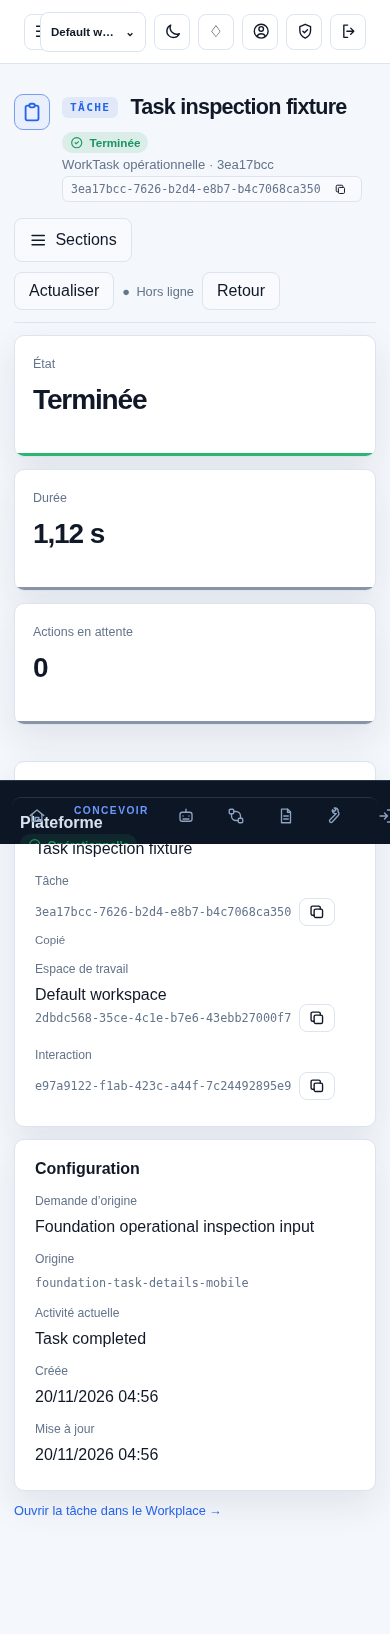 Default w...
TÂCHE Task inspection fixture
Terminée
WorkTask opérationnelle · 3ea17bcc
3ea17bcc-7626-b2d4-e8b7-b4c7068ca350
Sections
Actualiser
Hors ligne
Retour
État
Terminée
Durée
1,12 s
Actions en attente
0
CONCEVOIR
Plateforme
Task inspection fixture
Tâche
3ea17bcc-7626-b2d4-e8b7-b4c7068ca350
Copié
Espace de travail
Default workspace
2dbdc568-35ce-4c1e-b7e6-43ebb27000f7
Interaction
e97a9122-f1ab-423c-a44f-7c24492895e9
Configuration
Demande d'origine
Foundation operational inspection input
Origine
foundation-task-details-mobile
Activité actuelle
Task completed
Créée
20/11/2026 04:56
Mise à jour
20/11/2026 04:56
Ouvrir la tâche dans le Workplace →